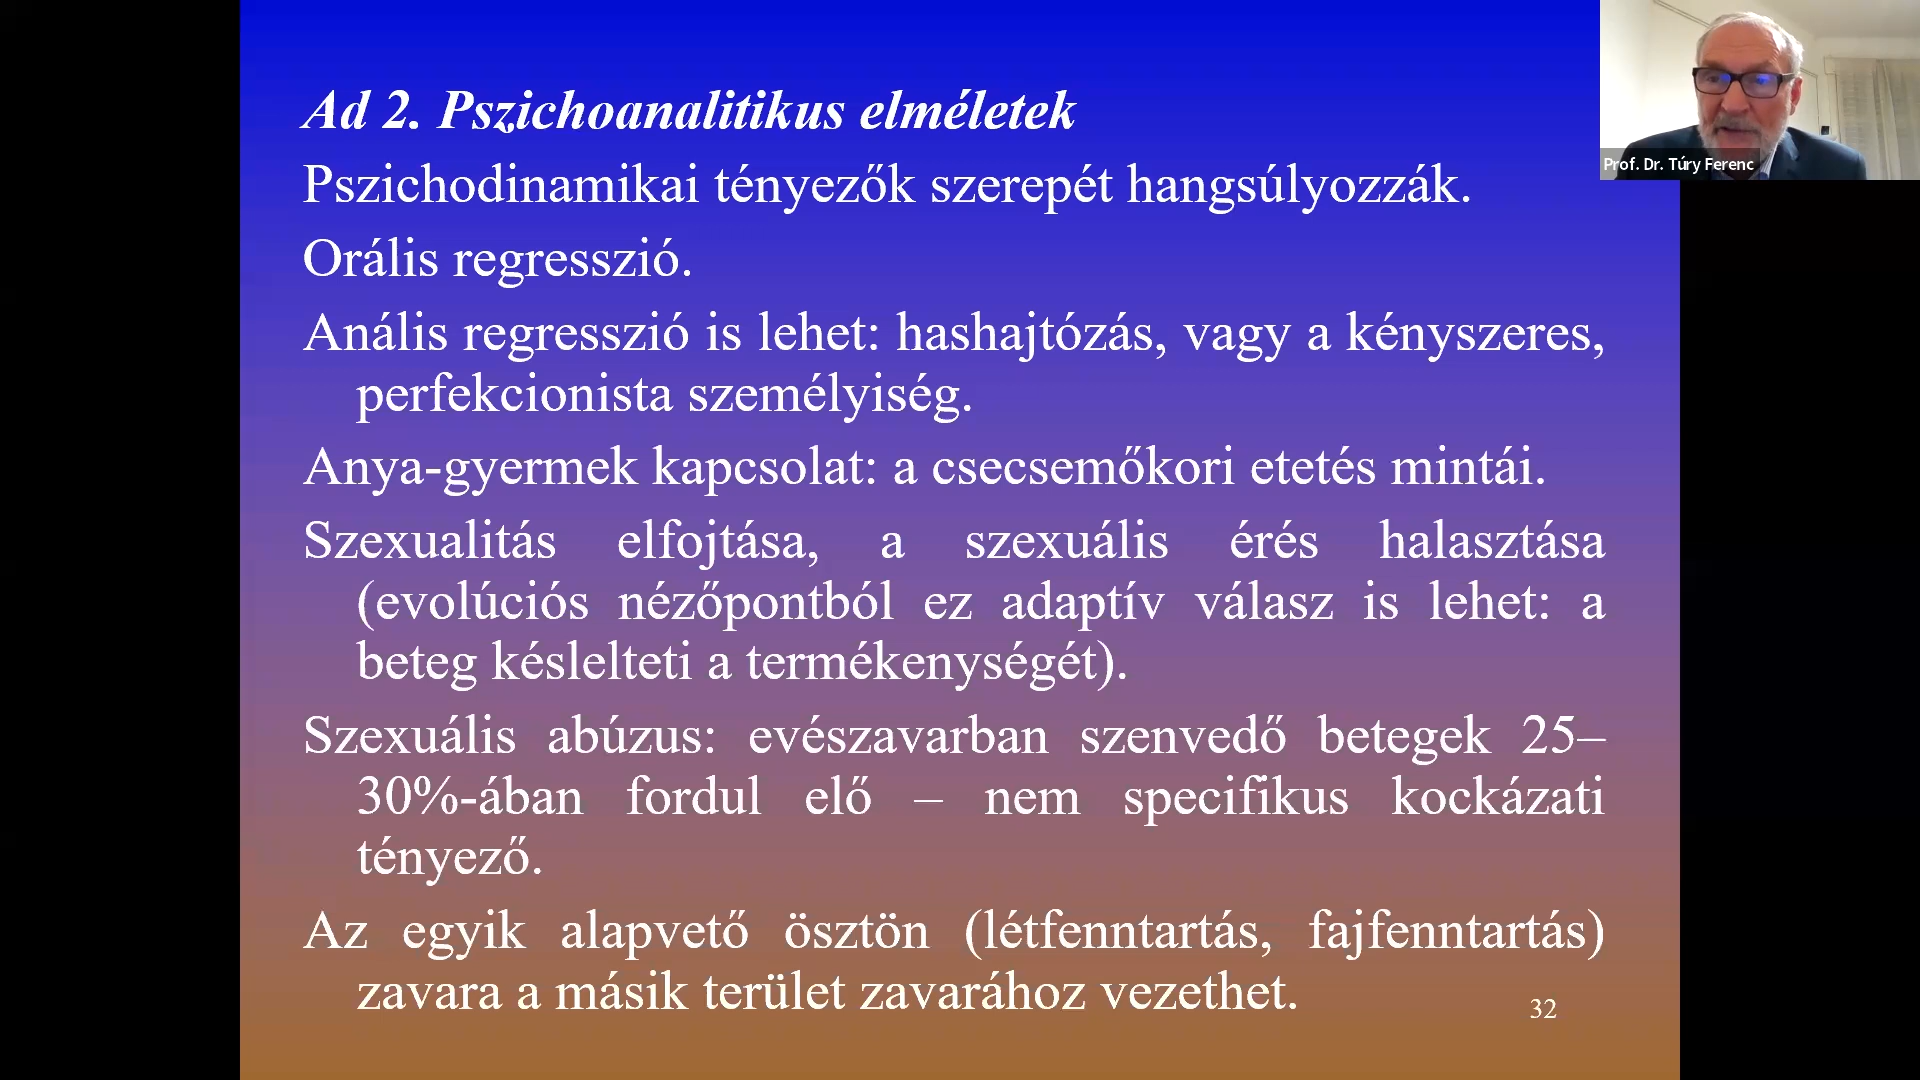 Ad 2. Pszichoanalitikus elméletek
Prof. Dr. Túry Ferenc
Pszichodinamikai tényezők szerepét hangsúlyozzák.
Orális regresszió.
Anális regresszió is lehet: hashajtózás, vagy a kényszeres,
perfekcionista személyiség.
Anya-gyermek kapcsolat: a csecsemőkori etetés mintái.
Szexualitás elfojtása, a szexuális érés halasztása
(evolúciós nézőpontból ez adaptív válasz is lehet: a
beteg késlelteti a termékenységét).
Szexuális abúzus: evészavarban szenvedő betegek 25–
30%-ában fordul elő – nem specifikus kockázati
tényező.
Az egyik alapvető ösztön (létfenntartás, fajfenntartás)
zavara a másik terület zavarához vezethet.
32